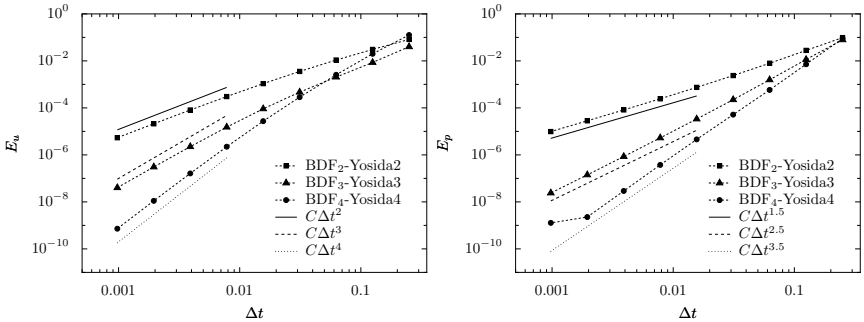 10^0
10^-2
10^-4
10^-6
10^-8
10^-10
E_u
BDF_2-Yosida2
BDF_3-Yosida3
BDF_4-Yosida4
CΔt^2
CΔt^3
CΔt^4
0.001 0.01 0.1
Δt
10^0
10^-2
10^-4
10^-6
10^-8
10^-10
E_p
BDF_2-Yosida2
BDF_3-Yosida3
BDF_4-Yosida4
CΔt^1.5
CΔt^2.5
CΔt^3.5
0.001 0.01 0.1
Δt